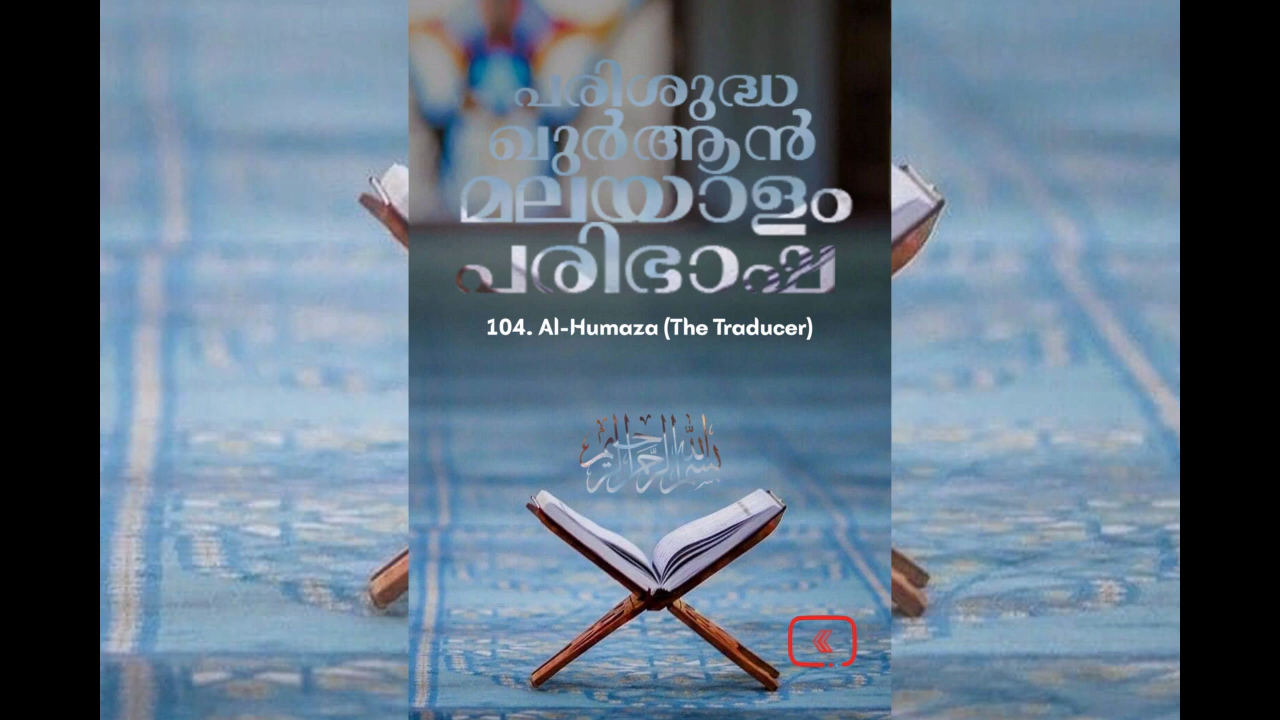 പരിശുദ്ധ
ഖുർആൻ
മലയാളം
പരിഭാഷ
104. Al-Humaza (The Traducer)
بسم الله الرحمن الرحيم